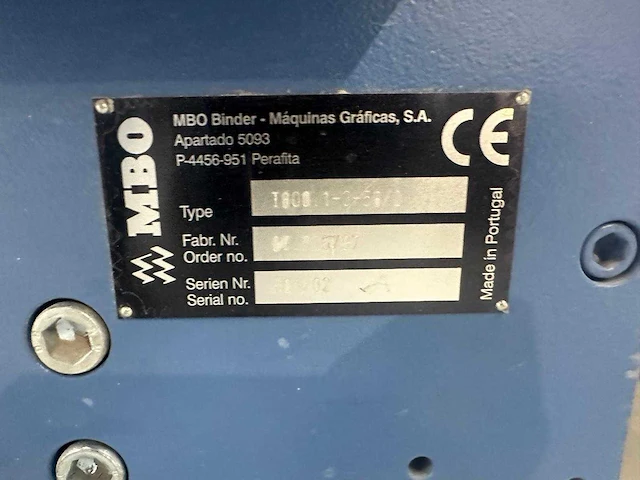 MBO
MBO Binder - Máquinas Gráficas, S.A.
Apartado 5093
P-4456-951 Perafita
CE
Type
Fabr. Nr.
Order no.
Serien Nr.
Serial no.
Made in Portugal